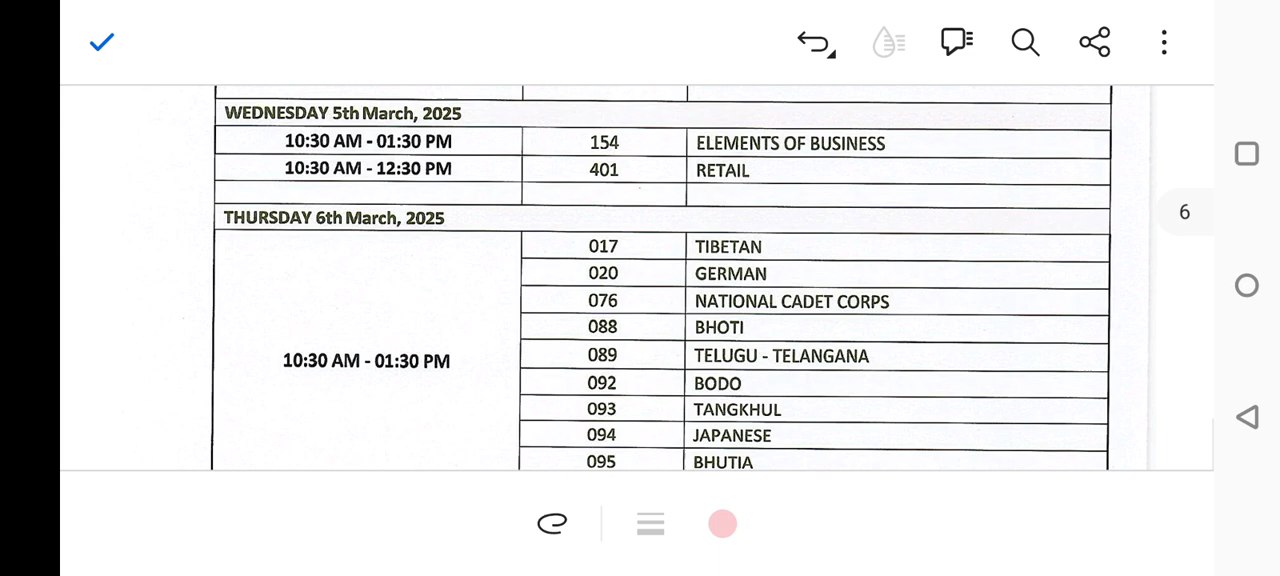 WEDNESDAY 5th March, 2025
10:30 AM - 01:30 PM 154 ELEMENTS OF BUSINESS
10:30 AM - 12:30 PM 401 RETAIL
THURSDAY 6th March, 2025
6
017 TIBETAN
020 GERMAN
076 NATIONAL CADET CORPS
088 BHOTI
10:30 AM - 01:30 PM 089 TELUGU - TELANGANA
092 BODO
093 TANGKHUL
094 JAPANESE
095 BHUTIA